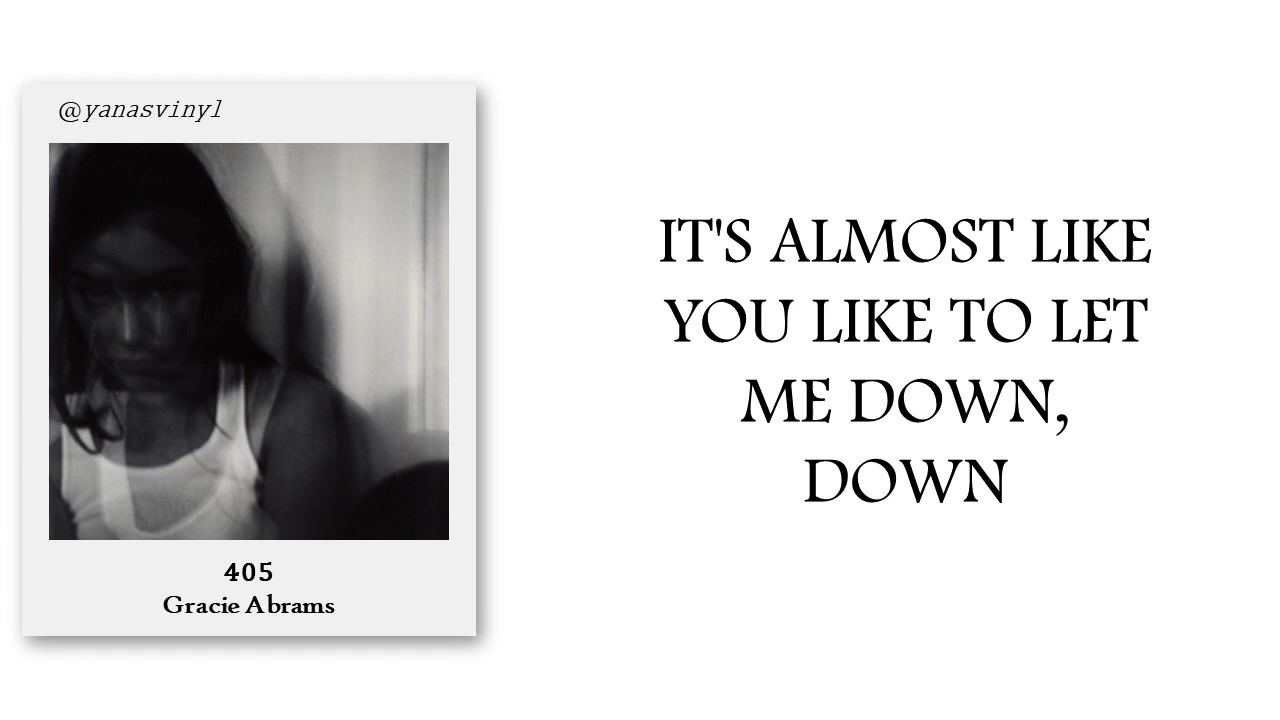 @yanasvinyl
405
Gracie Abrams
IT'S ALMOST LIKE
YOU LIKE TO LET
ME DOWN,
DOWN